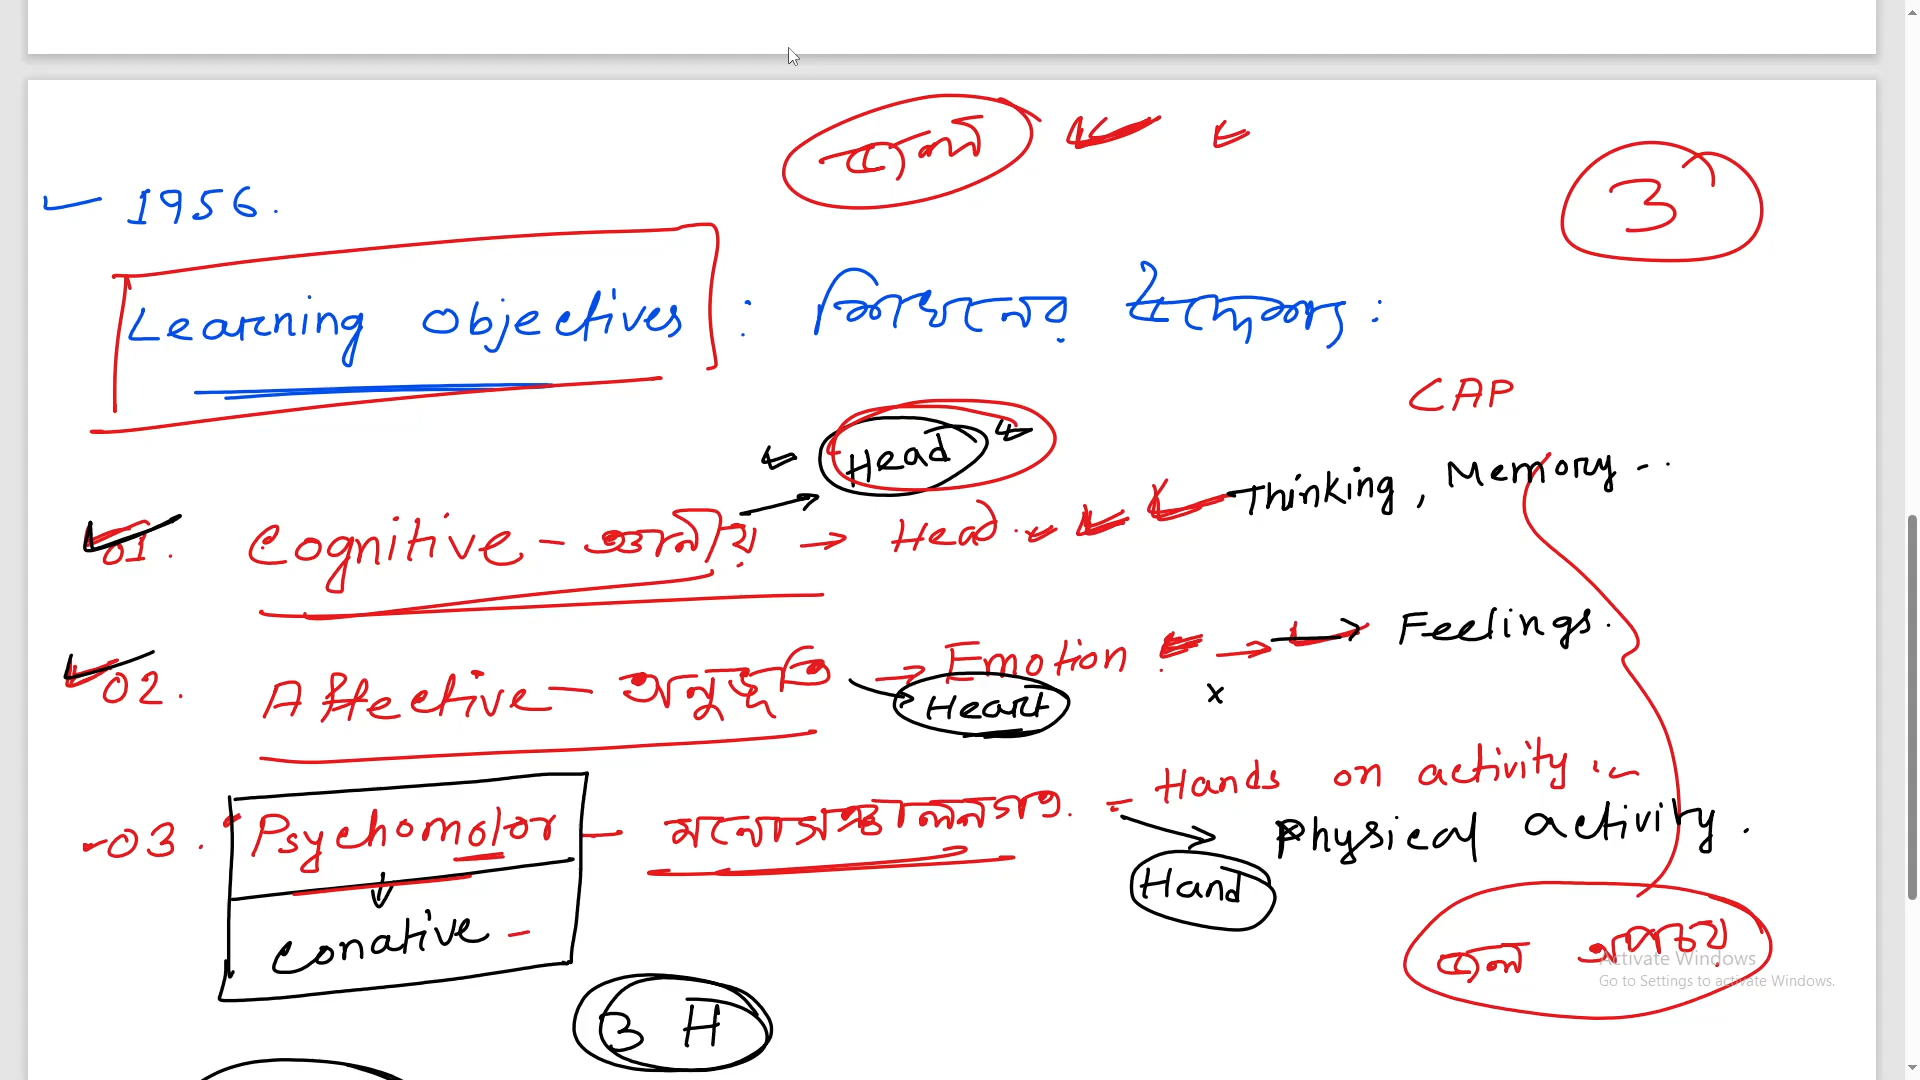 1956.
3
Learning Objectives : শিখনের উদ্দেশ্য :
CAP
Head
01. Cognitive - জ্ঞানীয় → Head. Thinking, Memory..
02. Affective - অনুভূতি → Emotion → Feelings.
Heart
x
Hands on activity.
03. Psychomotor - মনোসঞ্চালনগত. - Physical activity.
Hand
Conative -
Activate Windows
Go to Settings to activate Windows.
3 H